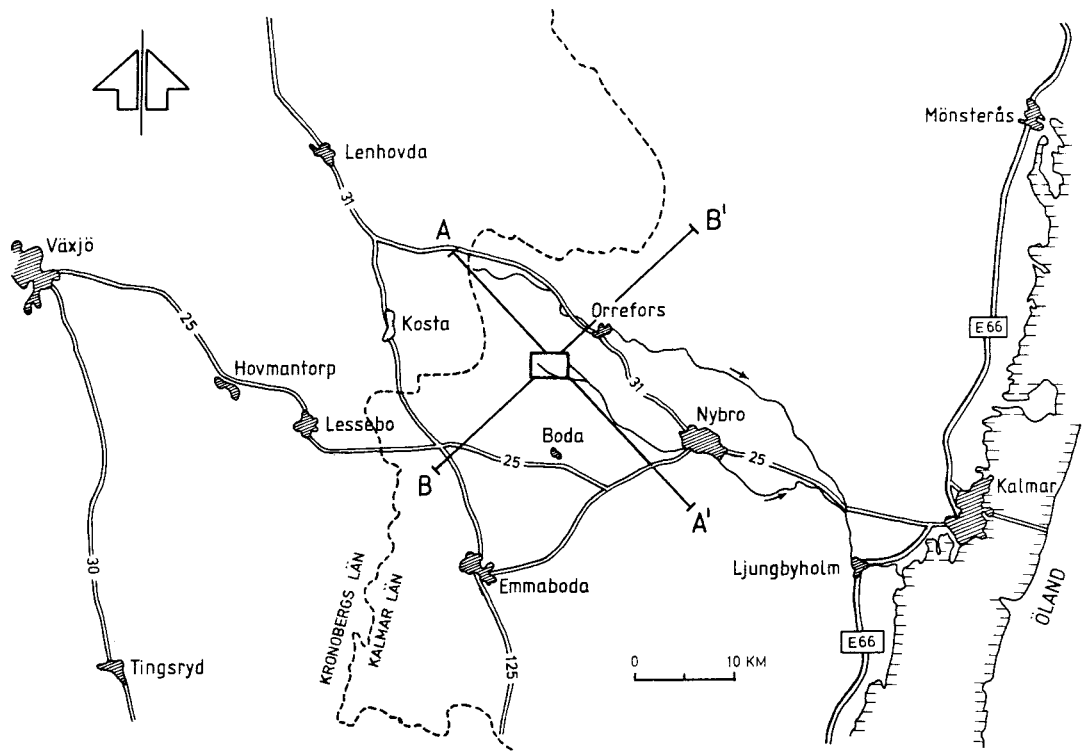 Mönsterås
Lenhovda
31
A
B'
Växjö
25
Kosta
Orrefors
E66
Hovmantorp
31
Lessebo
Nybro
Boda
25
25
B
Kalmar
A'
30
Emmaboda
Ljungbyholm
KRONOBERGS LÄN
KALMAR LÄN
ÖLAND
E66
0 10 KM
Tingsryd
125